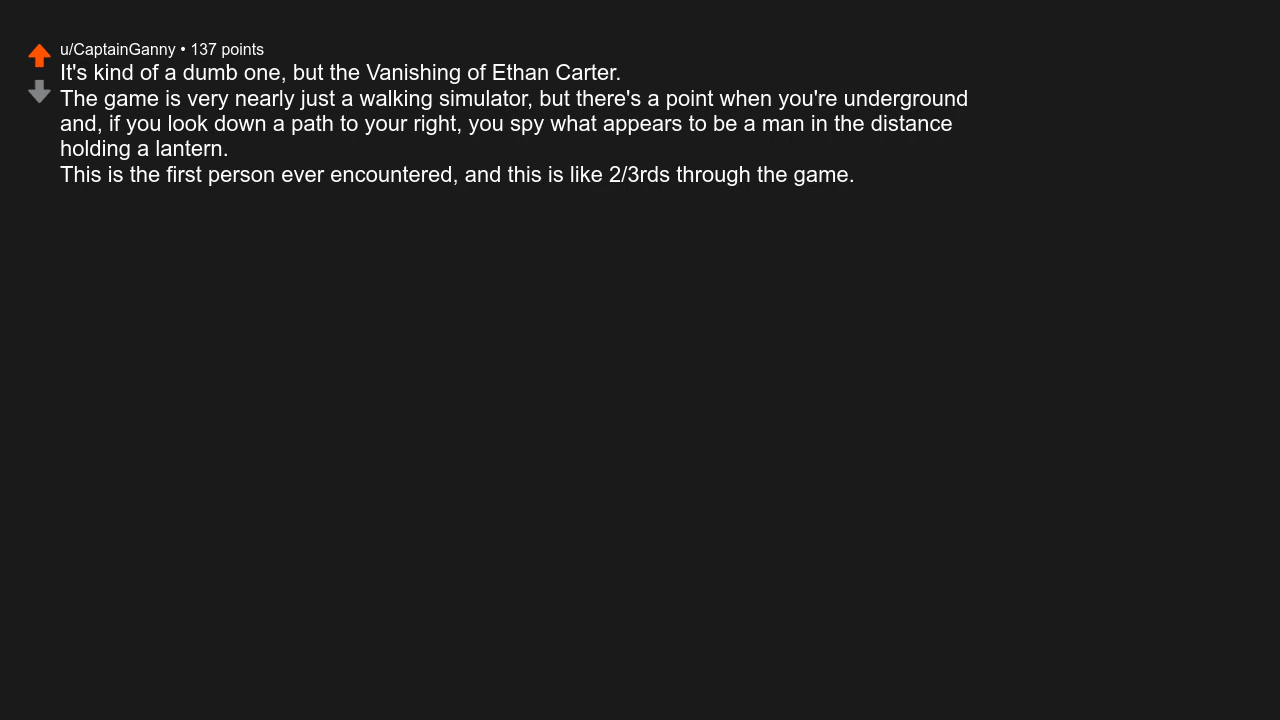 u/CaptainGanny • 137 points
It's kind of a dumb one, but the Vanishing of Ethan Carter.
The game is very nearly just a walking simulator, but there's a point when you're underground
and, if you look down a path to your right, you spy what appears to be a man in the distance
holding a lantern.
This is the first person ever encountered, and this is like 2/3rds through the game.